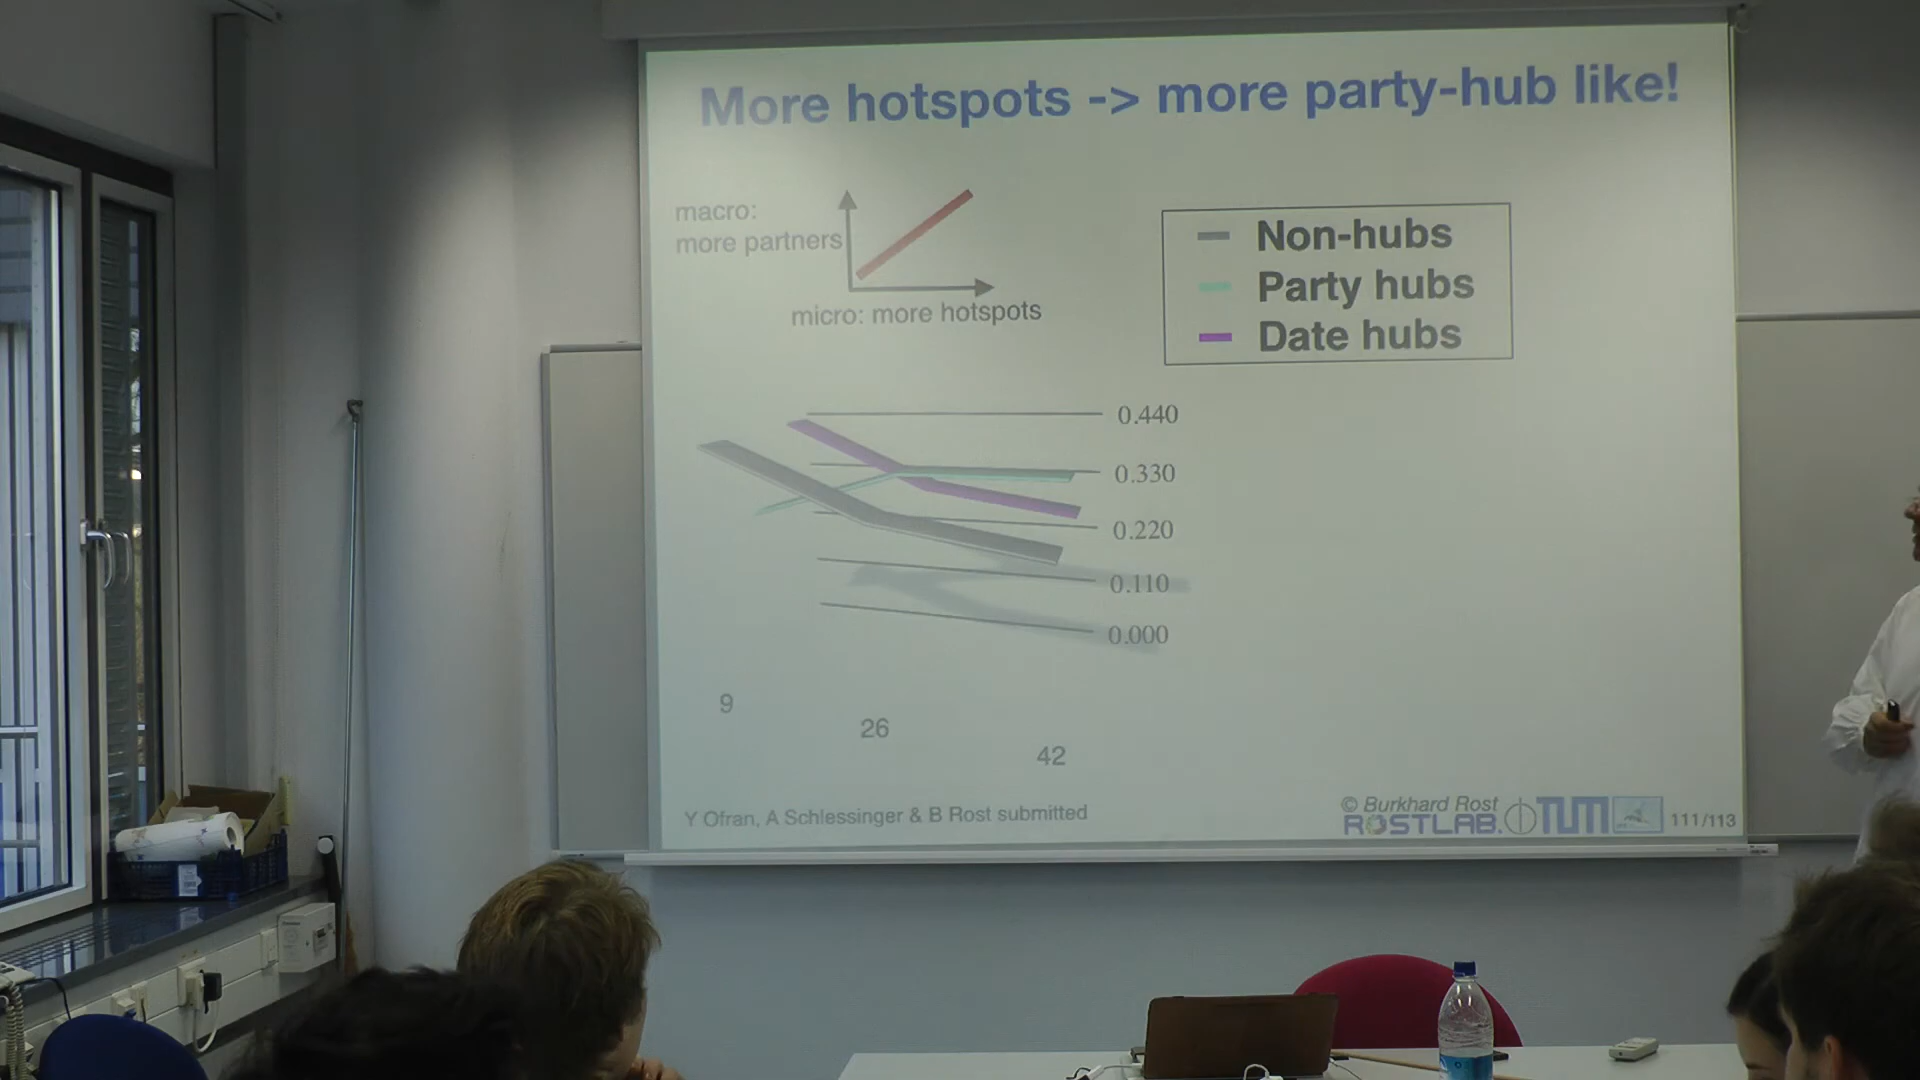 More hotspots -> more party-hub like!
macro:
more partners
micro: more hotspots
Non-hubs
Party hubs
Date hubs
0.440
0.330
0.220
0.110
0.000
9
26
42
Y Ofran, A Schlessinger & B Rost submitted
© Burkhard Rost
ROSTLAB.
TUM
111/113